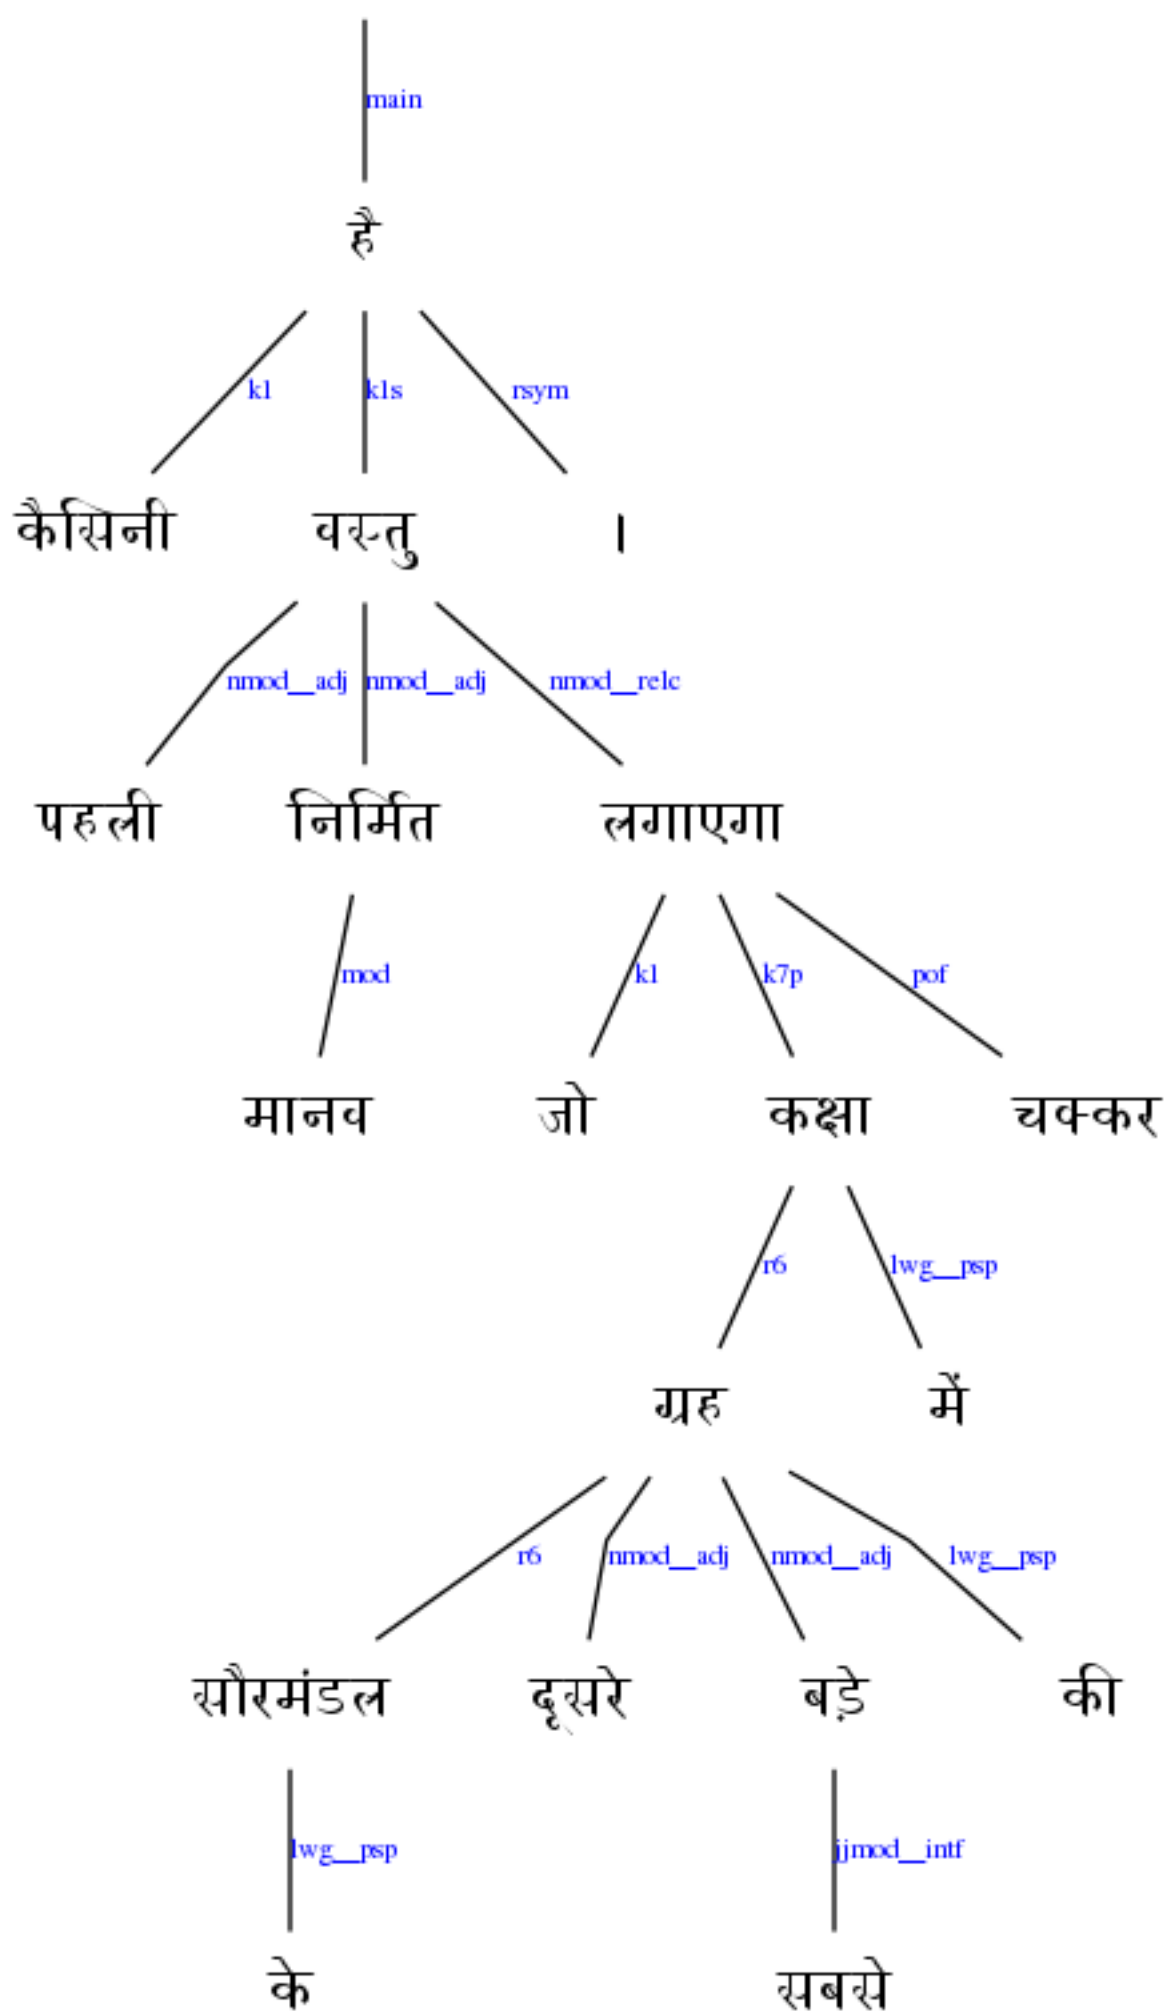 main
है
k1 k1s rsym
कैसिनी वस्तु ।
nmod__adj nmod__adj nmod__relc
पहली निर्मित लगाएगा
mod k1 k7p pof
मानव जो कक्षा चक्कर
r6 lwg__psp
ग्रह में
r6 nmod__adj nmod__adj lwg__psp
सौरमंडल दूसरे बड़े की
lwg__psp jjmod__intf
के सबसे